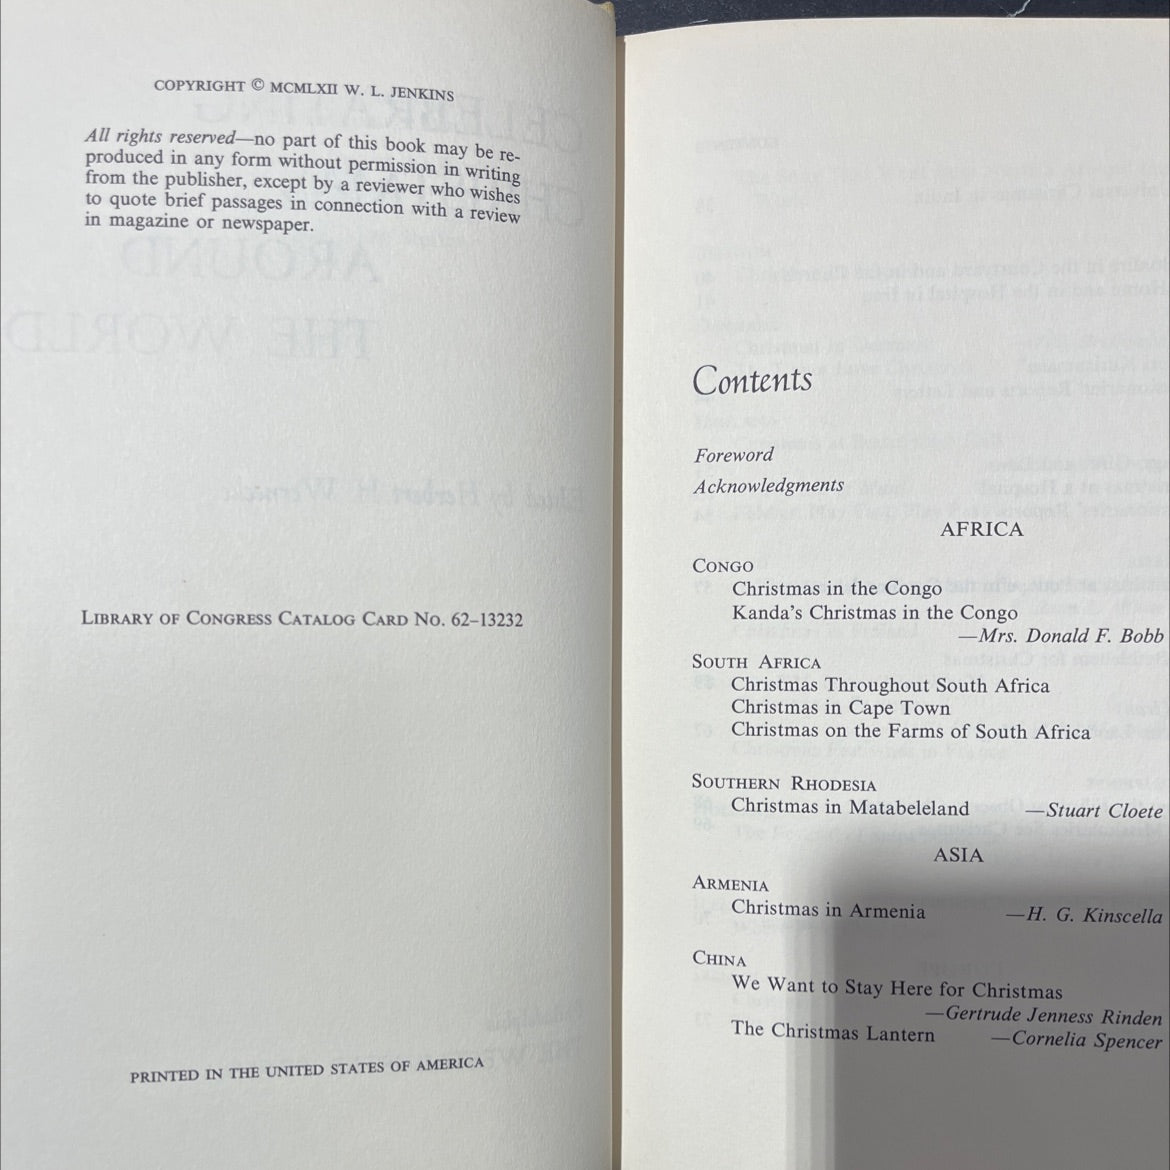 COPYRIGHT © MCMLXII W. L. JENKINS
All rights reserved—no part of this book may be re-
produced in any form without permission in writing
from the publisher, except by a reviewer who wishes
to quote brief passages in connection with a review
in magazine or newspaper.
LIBRARY OF CONGRESS CATALOG CARD NO. 62–13232
PRINTED IN THE UNITED STATES OF AMERICA
Contents
Foreword
Acknowledgments
AFRICA
CONGO
Christmas in the Congo
Kanda's Christmas in the Congo
—Mrs. Donald F. Bobb
SOUTH AFRICA
Christmas Throughout South Africa
Christmas in Cape Town
Christmas on the Farms of South Africa
SOUTHERN RHODESIA
Christmas in Matabeleland —Stuart Cloete
ASIA
ARMENIA
Christmas in Armenia —H. G. Kinscella
CHINA
We Want to Stay Here for Christmas
—Gertrude Jenness Rinden
The Christmas Lantern —Cornelia Spencer